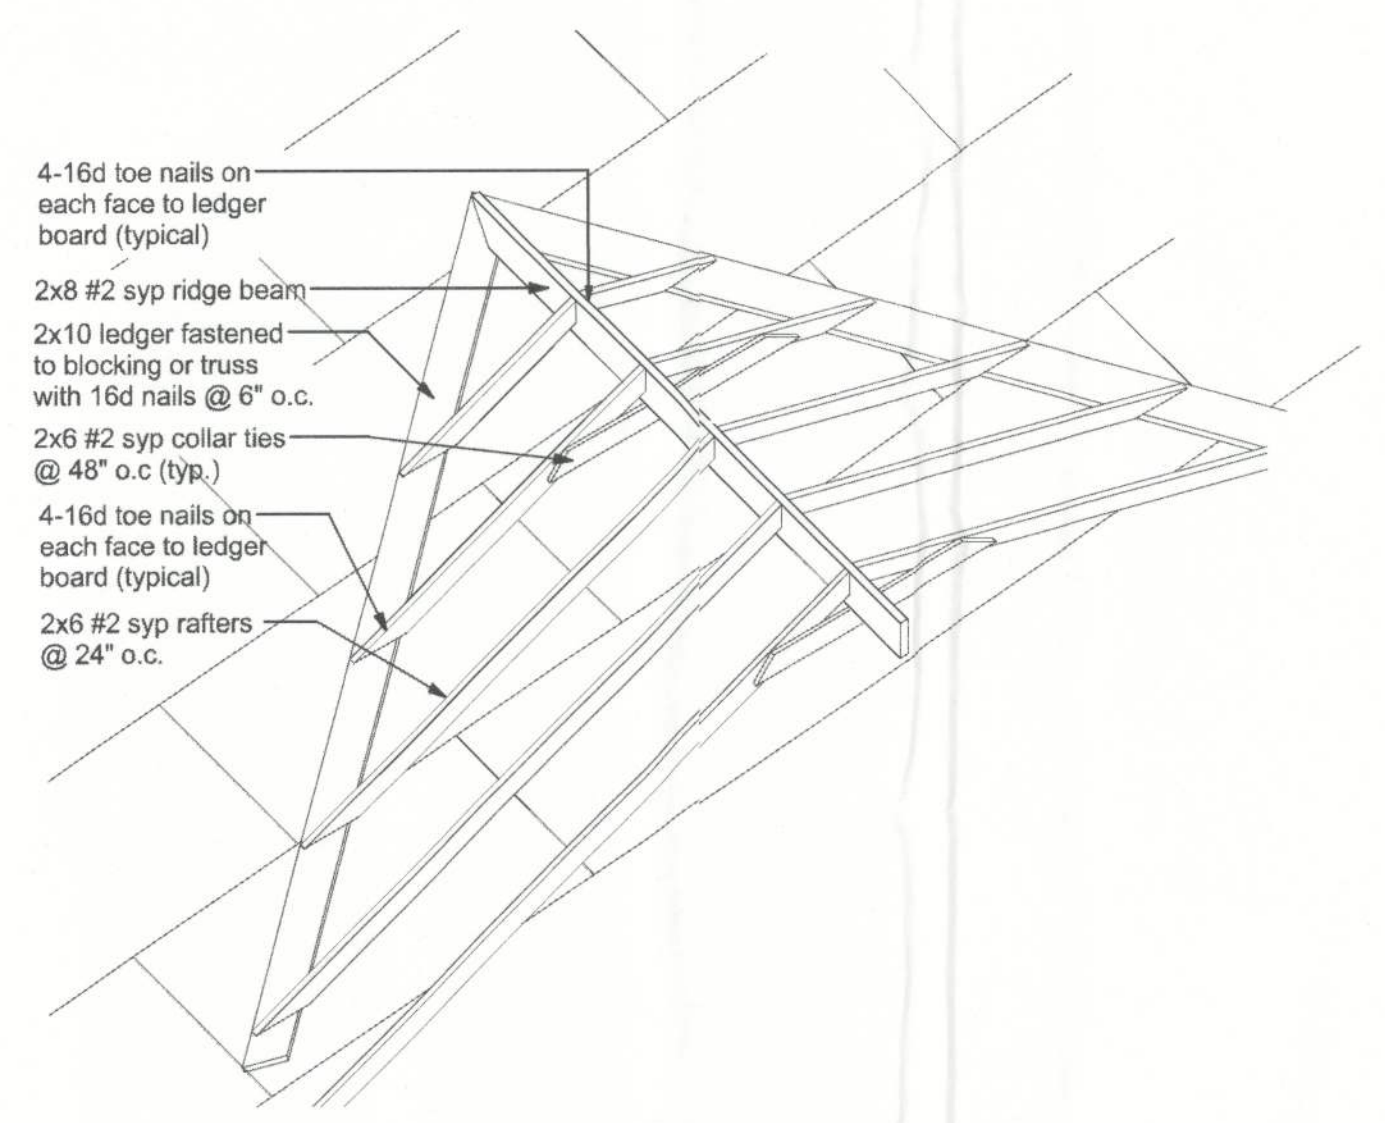 4-16d toe nails on
each face to ledger
board (typical)
2x8 #2 syp ridge beam
2x10 ledger fastened
to blocking or truss
with 16d nails @ 6" o.c.
2x6 #2 syp collar ties
@ 48" o.c (typ.)
4-16d toe nails on
each face to ledger
board (typical)
2x6 #2 syp rafters
@ 24" o.c.